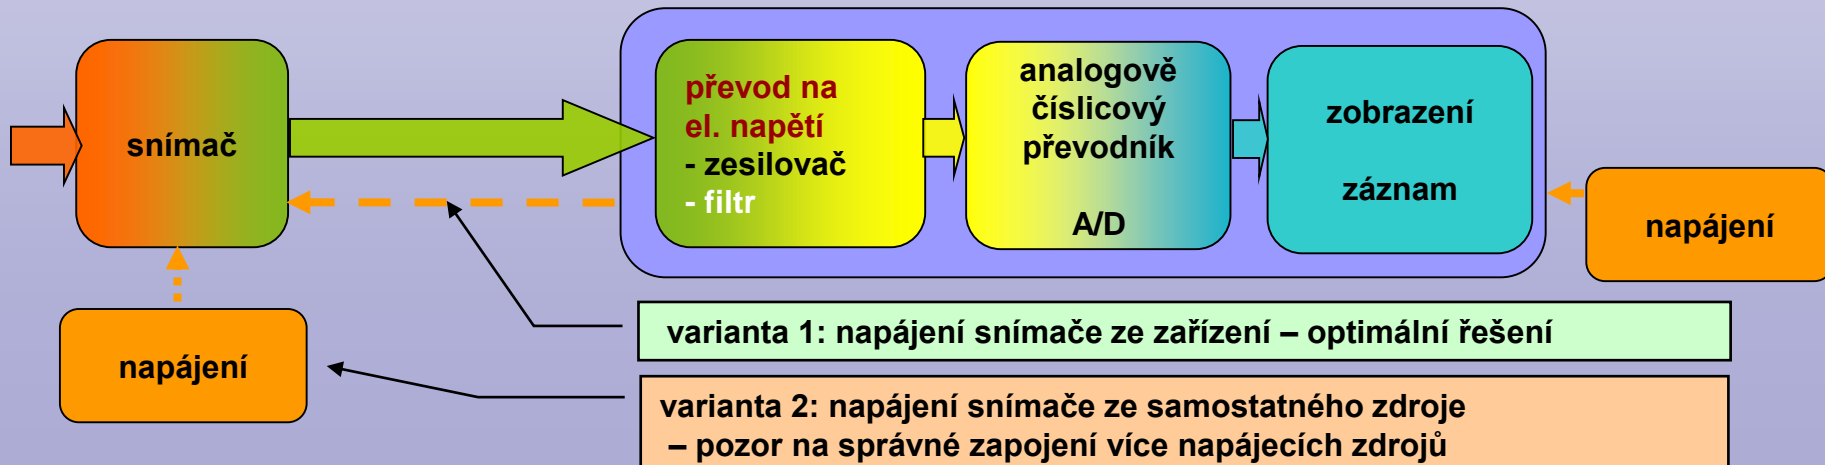 snímač
převod na
el. napětí
- zesilovač
- filtr
analogově
číslicový
převodník
A/D
zobrazení
záznam
napájení
napájení
varianta 1: napájení snímače ze zařízení – optimální řešení
varianta 2: napájení snímače ze samostatného zdroje
– pozor na správné zapojení více napájecích zdrojů